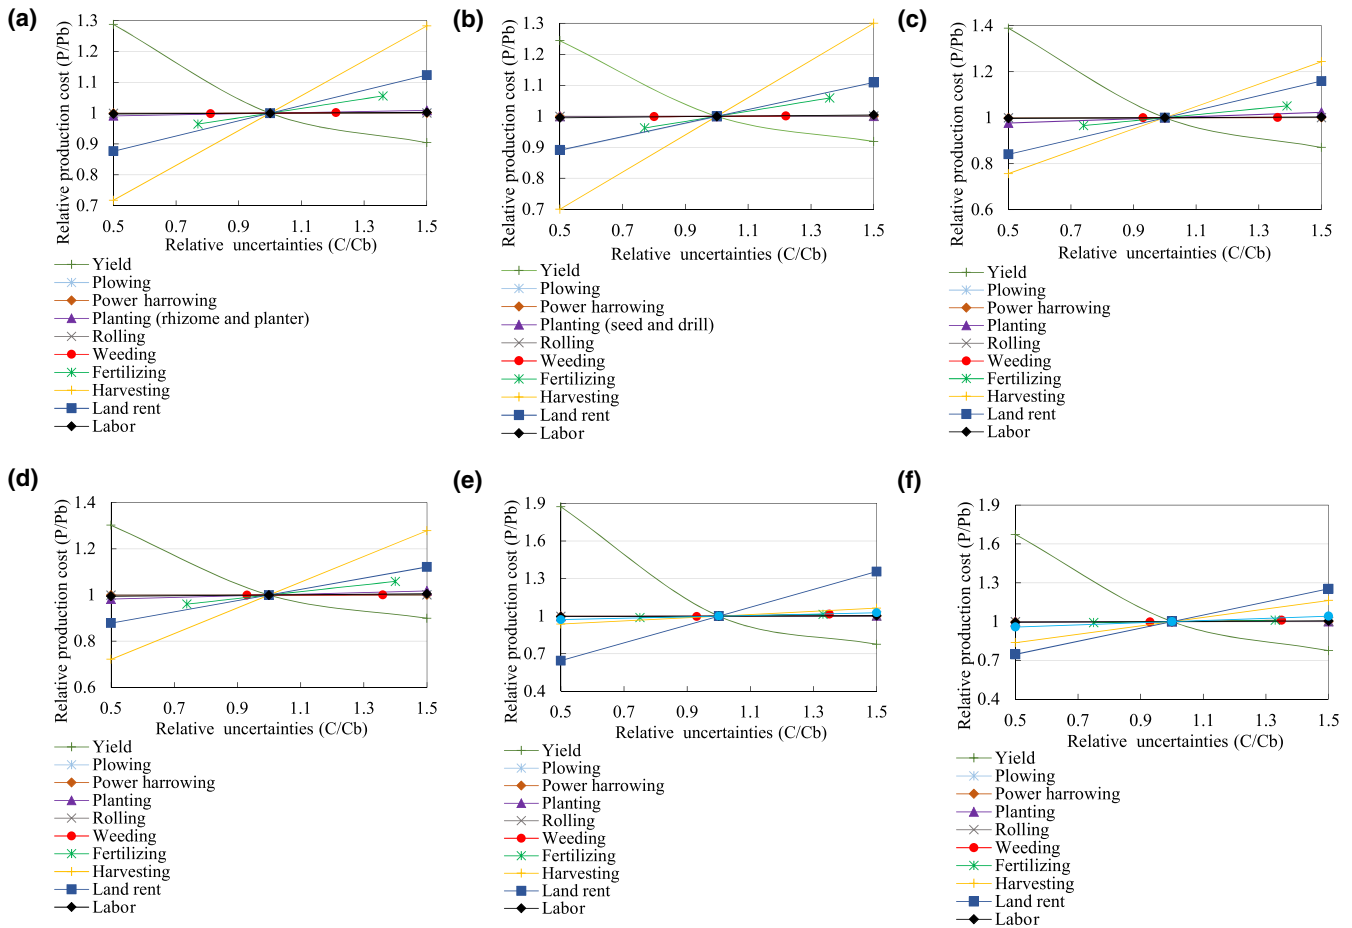 (a)
Relative production cost (P/Pb)
1.3
1.2
1.1
1
0.9
0.8
0.7
0.5
0.7
0.9
1.1
1.3
1.5
Relative uncertainties (C/Cb)
Yield
Plowing
Power harrowing
Planting (rhizome and planter)
Rolling
Weeding
Fertilizing
Harvesting
Land rent
Labor
(b)
Relative production cost (P/Pb)
1.3
1.2
1.1
1
0.9
0.8
0.7
0.5
0.7
0.9
1.1
1.3
1.5
Relative uncertainties (C/Cb)
Yield
Plowing
Power harrowing
Planting (seed and drill)
Rolling
Weeding
Fertilizing
Harvesting
Land rent
Labor
(c)
Relative production cost (P/Pb)
1.4
1.2
1
0.8
0.6
0.5
0.7
0.9
1.1
1.3
1.5
Relative uncertainties (C/Cb)
Yield
Plowing
Power harrowing
Planting
Rolling
Weeding
Fertilizing
Harvesting
Land rent
Labor
(d)
Relative production cost (P/Pb)
1.4
1.2
1
0.8
0.6
0.5
0.7
0.9
1.1
1.3
1.5
Relative uncertainties (C/Cb)
Yield
Plowing
Power harrowing
Planting
Rolling
Weeding
Fertilizing
Harvesting
Land rent
Labor
(e)
Relative production cost (P/Pb)
1.9
1.6
1.3
1
0.7
0.4
0.5
0.7
0.9
1.1
1.3
1.5
Relative uncertainties (C/Cb)
Yield
Plowing
Power harrowing
Planting
Rolling
Weeding
Fertilizing
Harvesting
Land rent
Labor
(f)
Relative production cost (P/Pb)
1.9
1.6
1.3
1
0.7
0.4
0.5
0.7
0.9
1.1
1.3
1.5
Relative uncertainties (C/Cb)
Yield
Plowing
Power harrowing
Planting
Rolling
Weeding
Fertilizing
Harvesting
Land rent
Labor